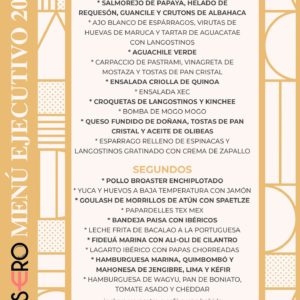 * SALMOREJO DE PAPAYA, HELADO DE
REQUESÓN, GUANCILE Y CRUTONS DE ALBAHACA
* AJO BLANCO DE ESPÁRRAGOS, VIRUTAS DE
HUEVAS DE MARUCA Y TARTAR DE AGUACATAE
CON LANGOSTINOS
* AGUACHILE VERDE
* CARPACCIO DE PASTRAMI, VINAGRETA DE
MOSTAZA Y TOSTAS DE PAN CRISTAL
* ENSALADA CRIOLLA DE QUINOA
* ENSALADA XEC
* CROQUETAS DE LANGOSTINOS Y KINCHEE
* BOMBA DE MOGO MOGO
* QUESO FUNDIDO DE DOÑANA, TOSTAS DE PAN
CRISTAL Y ACEITE DE OLIBEAS
* ESPARRAGO RELLENO DE ESPINACAS Y
LANGOSTINOS GRATINADO CON CREMA DE ZAPALLO
SEGUNDOS
* POLLO BROASTER ENCHIPLOTADO
* YUCA Y HUEVOS A BAJA TEMPERATURA CON JAMÓN
* GOULASH DE MORRILLOS DE ATÚN CON SPAETLZE
* PAPARDELLES TEX MEX
* BANDEJA PAISA CON IBÉRICOS
* LECHE FRITA DE BACALAO A LA PORTUGUESA
* FIDEUÁ MARINA CON ALI-OLI DE CILANTRO
* LAGARTO IBÉRICO CON PAPAS CHORREADAS
* HAMBURGUESA MARINA, QUIMBOMBÓ Y
MAHONESA DE JENGIBRE, LIMA Y KÉFIR
* HAMBURGUESA DE WAGYU, PAN DE BONIATO,
TOMATE ASADO Y CHEDDAR
SERO MENÚ EJECUTIVO 20